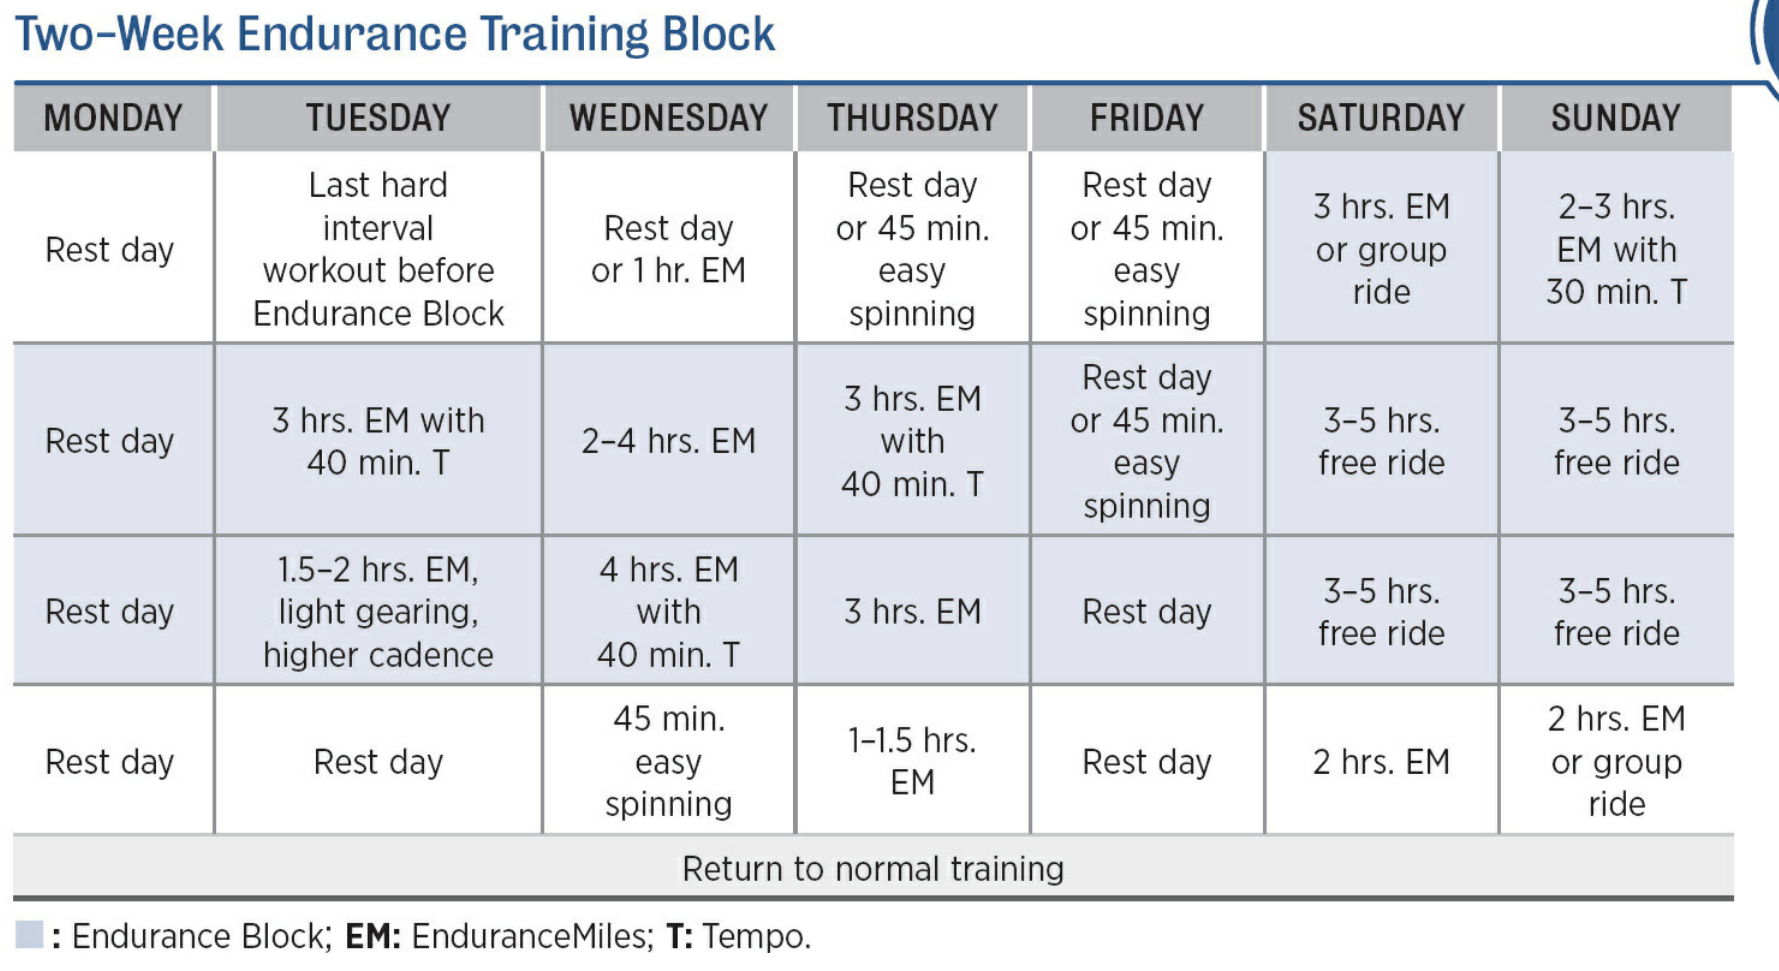 Two-Week Endurance Training Block
MONDAY TUESDAY WEDNESDAY THURSDAY FRIDAY SATURDAY SUNDAY
Rest day
Last hard
interval
workout before
Endurance Block
Rest day
or 1 hr. EM
Rest day
or 45 min.
easy
spinning
Rest day
or 45 min.
easy
spinning
3 hrs. EM
or group
ride
2–3 hrs.
EM with
30 min. T
Rest day
3 hrs. EM with
40 min. T
2–4 hrs. EM
3 hrs. EM
with
40 min. T
Rest day
or 45 min.
easy
spinning
3–5 hrs.
free ride
3–5 hrs.
free ride
Rest day
1.5–2 hrs. EM,
light gearing,
higher cadence
4 hrs. EM
with
40 min. T
3 hrs. EM
Rest day
3–5 hrs.
free ride
3–5 hrs.
free ride
Rest day
Rest day
45 min.
easy
spinning
1–1.5 hrs.
EM
Rest day
2 hrs. EM
2 hrs. EM
or group
ride
Return to normal training
: Endurance Block; EM: EnduranceMiles; T: Tempo.